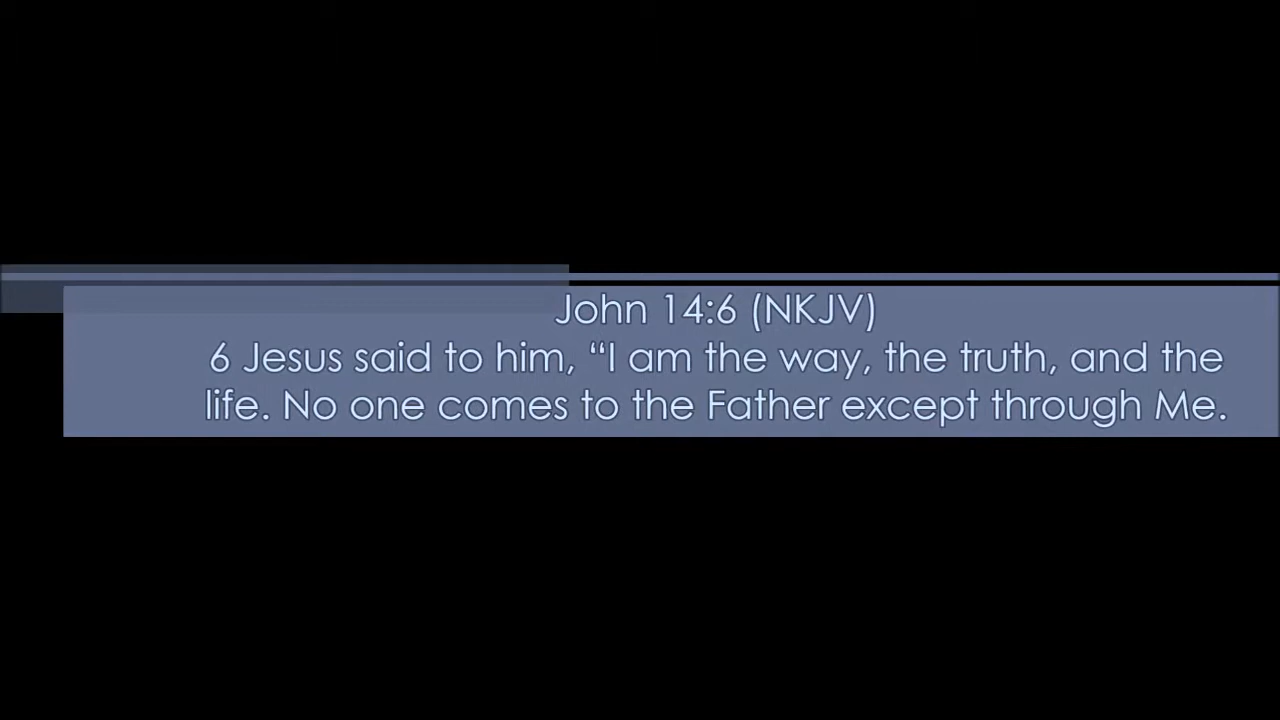 John 14:6 (NKJV)
6 Jesus said to him, “I am the way, the truth, and the
life. No one comes to the Father except through Me.